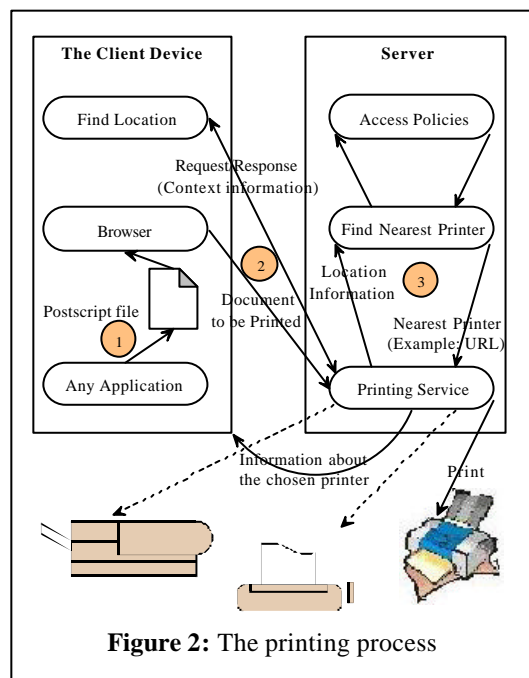 The Client Device
Server
Find Location
Access Policies
Request/Response
(Context information)
Browser
Find Nearest Printer
2
Location
Information
3
Document
to be Printed
Postscript file
1
Nearest Printer
(Example: URL)
Any Application
Printing Service
Information about
the chosen printer
Print
Figure 2: The printing process